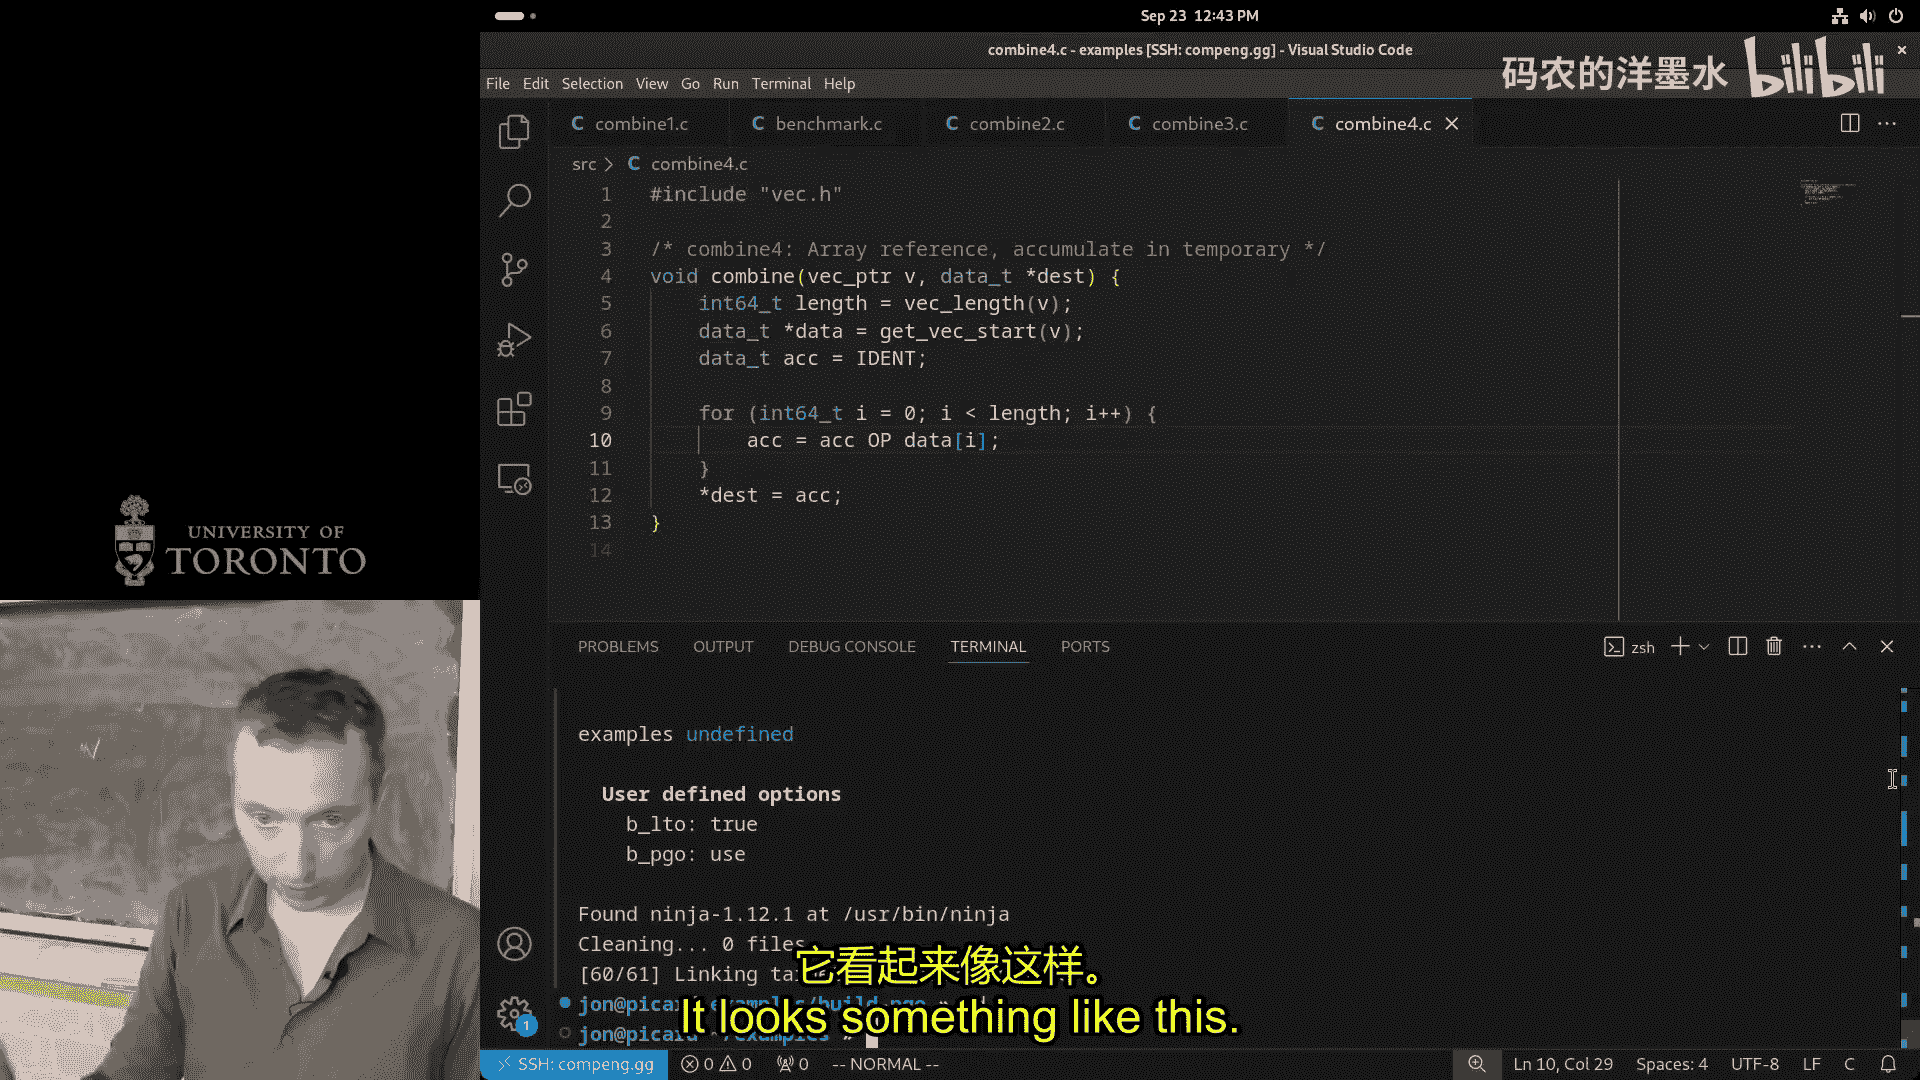 Sep 23 12:43 PM
combine4.c - examples [SSH: compeng.gg] - Visual Studio Code
码农的洋墨水 bilibili
File Edit Selection View Go Run Terminal Help
C combine1.c C benchmark.c C combine2.c C combine3.c C combine4.c
src > C combine4.c
1 #include "vec.h"
2
3 /* combine4: Array reference, accumulate in temporary */
4 void combine(vec_ptr v, data_t *dest) {
5 int64_t length = vec_length(v);
6 data_t *data = get_vec_start(v);
7 data_t acc = IDENT;
8
9 for (int64_t i = 0; i < length; i++) {
10 acc = acc OP data[i];
11 }
12 *dest = acc;
13 }
14
UNIVERSITY OF
TORONTO
PROBLEMS OUTPUT DEBUG CONSOLE TERMINAL PORTS
zsh
examples undefined
User defined options
b_lto: true
b_pgo: use
Found ninja-1.12.1 at /usr/bin/ninja
Cleaning... 0 files
[60/61] Linking
它看起来像这样。
It looks something like this.
1
SSH: compeng.gg 0 0 0 -- NORMAL -- Ln 10, Col 29 Spaces: 4 UTF-8 LF C